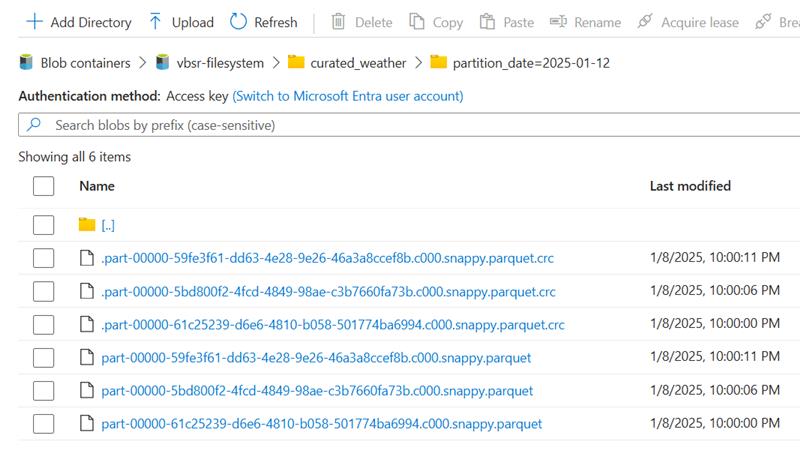 Add Directory Upload Refresh Delete Copy Paste Rename Acquire lease Brea
Blob containers > vbsr-filesystem > curated_weather > partition_date=2025-01-12
Authentication method: Access key (Switch to Microsoft Entra user account)
Search blobs by prefix (case-sensitive)
Showing all 6 items
Name Last modified
[..]
.part-00000-59fe3f61-dd63-4e28-9e26-46a3a8ccef8b.c000.snappy.parquet.crc 1/8/2025, 10:00:11 PM
.part-00000-5bd800f2-4fcd-4849-98ae-c3b7660fa73b.c000.snappy.parquet.crc 1/8/2025, 10:00:06 PM
.part-00000-61c25239-d6e6-4810-b058-501774ba6994.c000.snappy.parquet.crc 1/8/2025, 10:00:00 PM
part-00000-59fe3f61-dd63-4e28-9e26-46a3a8ccef8b.c000.snappy.parquet 1/8/2025, 10:00:11 PM
part-00000-5bd800f2-4fcd-4849-98ae-c3b7660fa73b.c000.snappy.parquet 1/8/2025, 10:00:06 PM
part-00000-61c25239-d6e6-4810-b058-501774ba6994.c000.snappy.parquet 1/8/2025, 10:00:00 PM